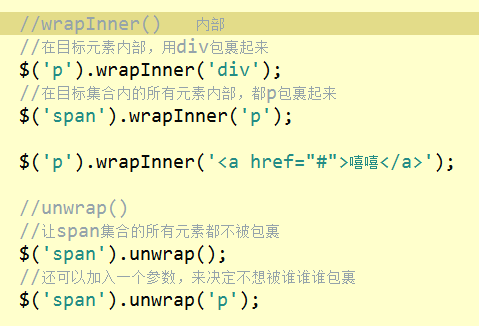 //wrapInner()   内部
//在目标元素内部，用div包裹起来
$('p').wrapInner('div');
//在目标集合内的所有元素内部，都p包裹起来
$('span').wrapInner('p');
$('p').wrapInner('<a href="#">嘻嘻</a>');
//unwrap()
//让span集合的所有元素都不被包裹
$('span').unwrap();
//还可以加入一个参数，来决定不想被谁谁谁包裹
$('span').unwrap('p');